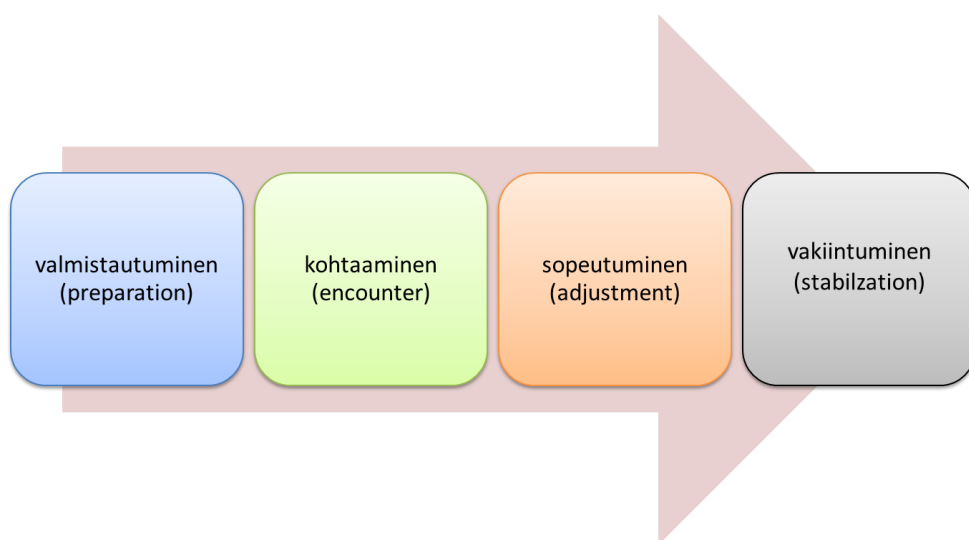 valmistautuminen
(preparation)
kohtaaminen
(encounter)
sopeutuminen
(adjustment)
vakiintuminen
(stabilzation)